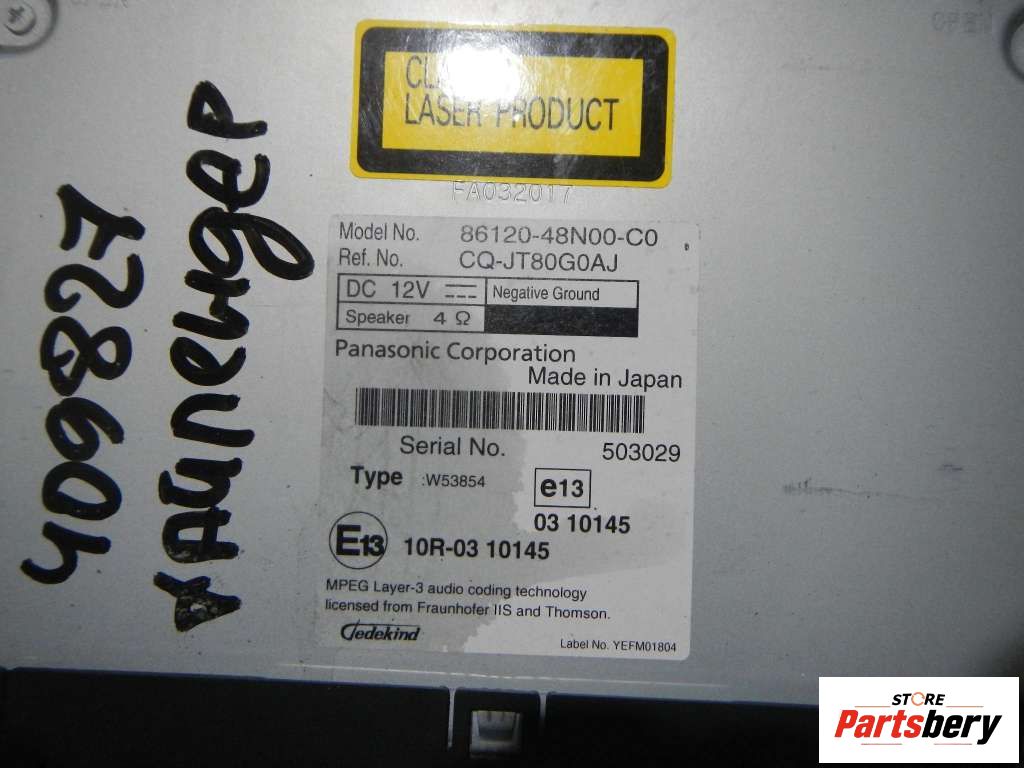 CL
LASER PRODUCT
FA032017
Model No. 86120-48N00-C0
Ref. No. CQ-JT80G0AJ
DC 12V Negative Ground
Speaker 4 Ω
Panasonic Corporation
Made in Japan
Serial No. 503029
Type :W53854 e13
03 10145
E13 10R-03 10145
MPEG Layer-3 audio coding technology
licensed from Fraunhofer IIS and Thomson.
Gedekind
Label No. YEFM01804
409827
хайлендер
STORE
Partsbery